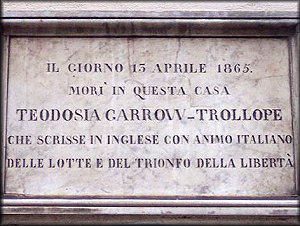 IL GIORNO 13 APRILE 1865.
MORÌ IN QUESTA CASA
TEODOSIA GARROVV-TROLLOPE
CHE SCRISSE IN INGLESE CON ANIMO ITALIANO
DELLE LOTTE E DEL TRIONFO DELLA LIBERTÀ